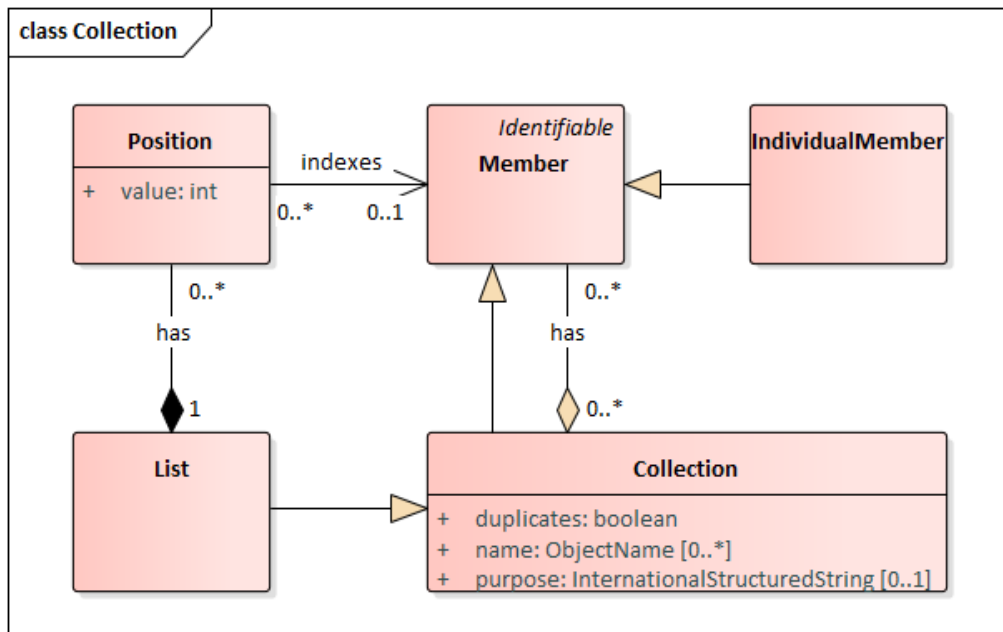 class Collection
Position
+ value: int
indexes
0..*
0..1
Identifiable
Member
IndividualMember
0..*
has
1
0..*
has
0..*
List
Collection
+ duplicates: boolean
+ name: ObjectName [0..*]
+ purpose: InternationalStructuredString [0..1]